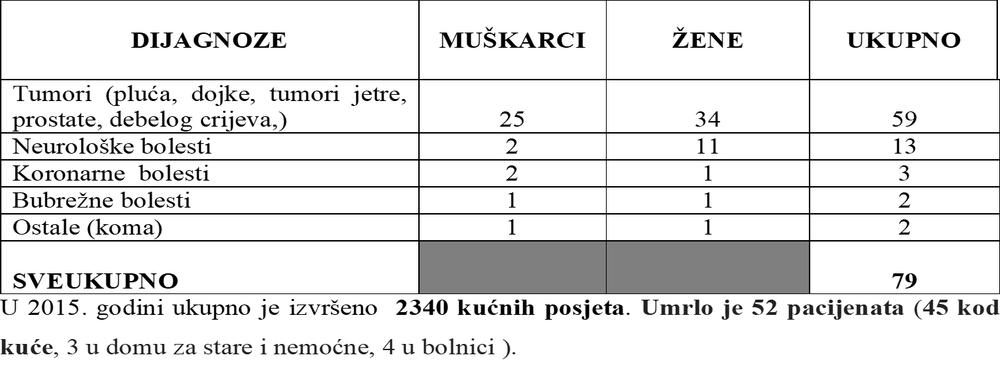 DIJAGNOZE MUŠKARCI ŽENE UKUPNO
Tumori (pluća, dojke, tumori jetre,
prostate, debelog crijeva,) 25 34 59
Neurološke bolesti 2 11 13
Koronarne bolesti 2 1 3
Bubrežne bolesti 1 1 2
Ostale (koma) 1 1 2
SVEUKUPNO 79
U 2015. godini ukupno je izvršeno 2340 kućnih posjeta. Umrlo je 52 pacijenata (45 kod
kuće, 3 u domu za stare i nemoćne, 4 u bolnici ).